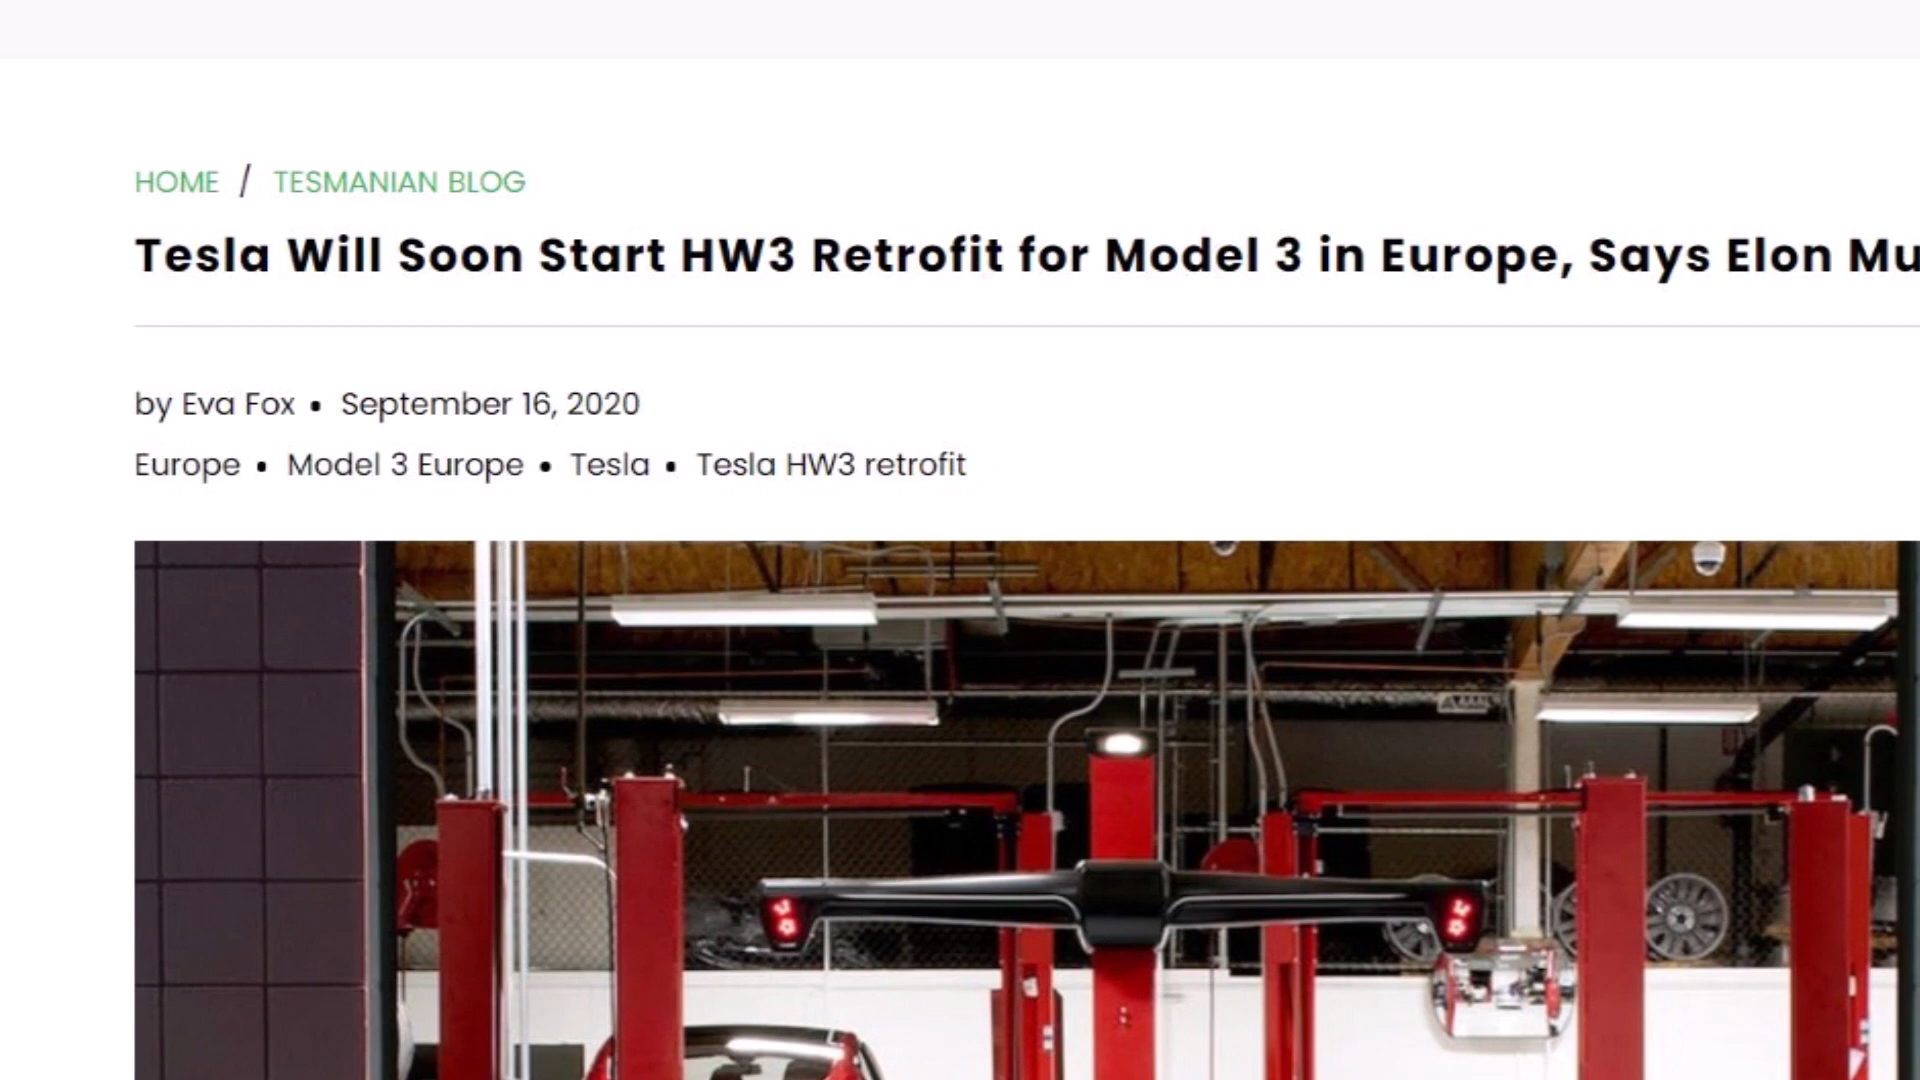 HOME / TESMANIAN BLOG
Tesla Will Soon Start HW3 Retrofit for Model 3 in Europe, Says Elon Mu
by Eva Fox • September 16, 2020
Europe • Model 3 Europe • Tesla • Tesla HW3 retrofit